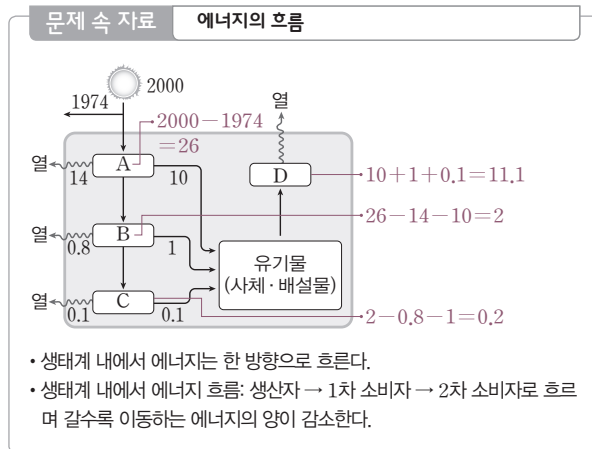 문제 속 자료
에너지의 흐름
2000
1974
2000-1974
=26
열
열
A
14
10
D
10+1+0.1=11.1
26-14-10=2
열
B
0.8
1
유기물
(사체·배설물)
열
C
0.1
0.1
2-0.8-1=0.2
• 생태계 내에서 에너지는 한 방향으로 흐른다.
• 생태계 내에서 에너지 흐름: 생산자 → 1차 소비자 → 2차 소비자로 흐르
며 갈수록 이동하는 에너지의 양이 감소한다.